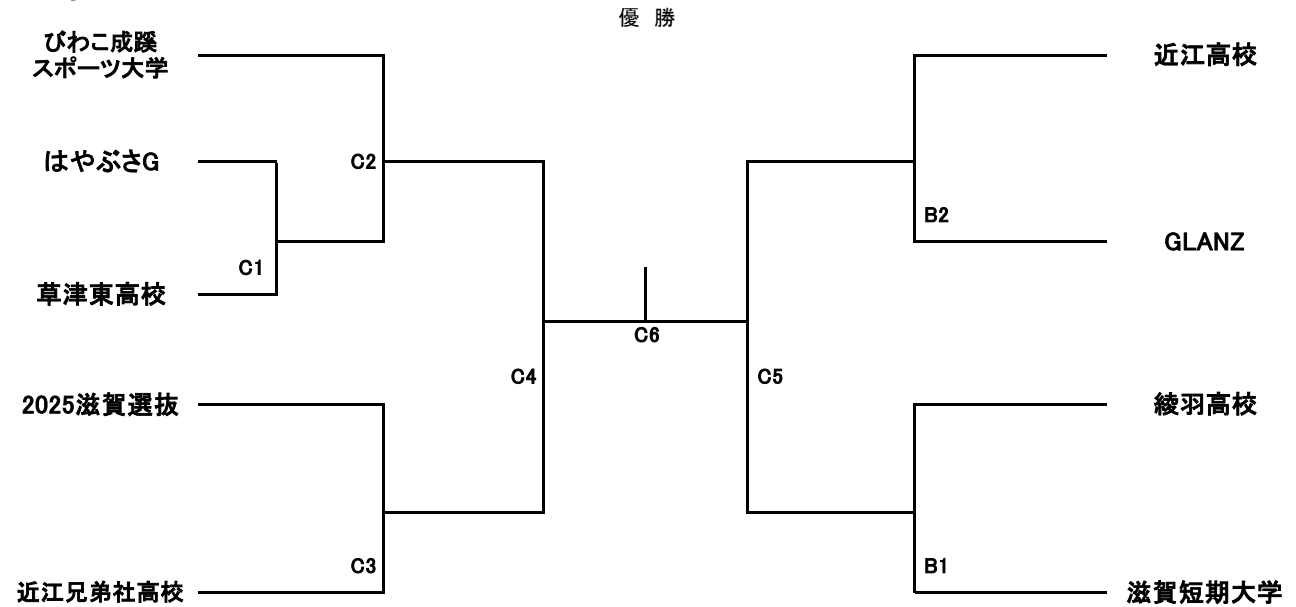 優 勝
びわこ成蹊
スポーツ大学
近江高校
はやぶさG
C2
B2
GLANZ
C1
草津東高校
C6
C4
C5
2025滋賀選抜
綾羽高校
C3
B1
近江兄弟社高校
滋賀短期大学